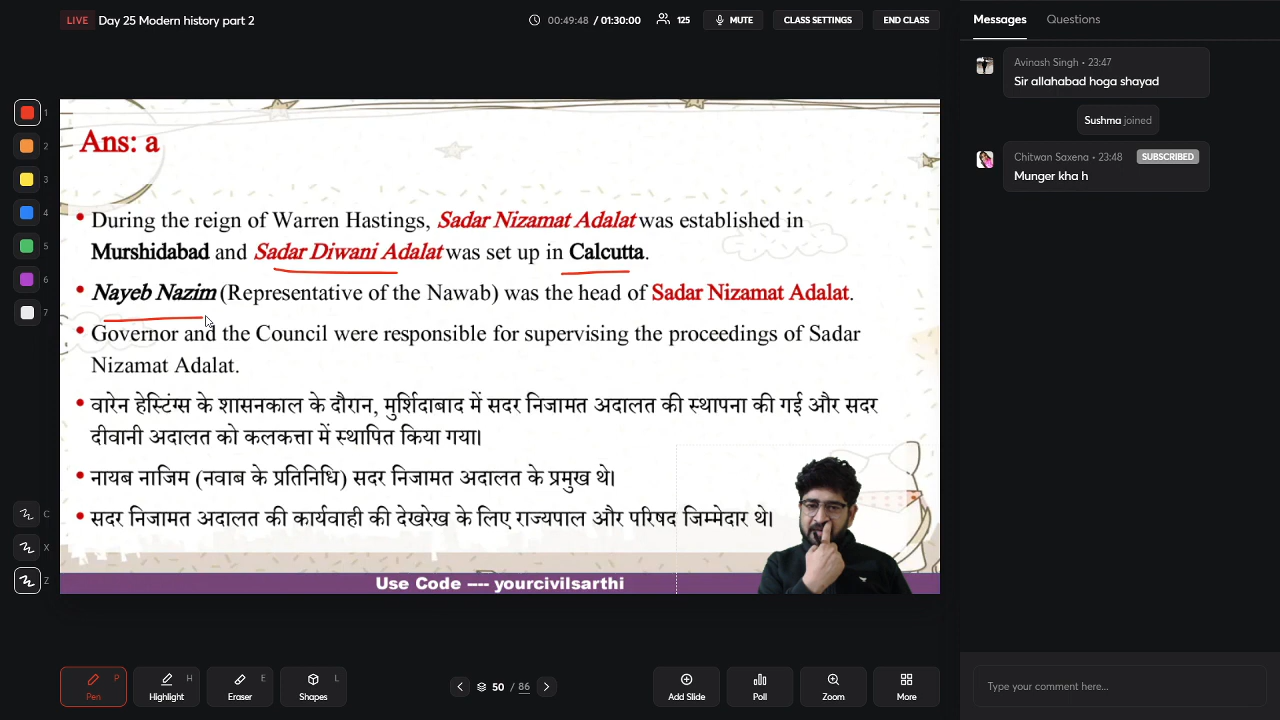 LIVE Day 25 Modern history part 2
00:49:48 / 01:30:00
125
MUTE
CLASS SETTINGS
END CLASS
Messages
Questions
1
2
3
4
5
6
7
C
X
Z
Ans: a
• During the reign of Warren Hastings, Sadar Nizamat Adalat was established in
Murshidabad and Sadar Diwani Adalat was set up in Calcutta.
• Nayeb Nazim (Representative of the Nawab) was the head of Sadar Nizamat Adalat.
• Governor and the Council were responsible for supervising the proceedings of Sadar
Nizamat Adalat.
• वारेन हेस्टिंग्स के शासनकाल के दौरान, मुर्शिदाबाद में सदर निजामत अदालत की स्थापना की गई और सदर
दीवानी अदालत को कलकत्ता में स्थापित किया गया।
• नायब नाजिम (नवाब के प्रतिनिधि) सदर निजामत अदालत के प्रमुख थे।
• सदर निजामत अदालत की कार्यवाही की देखरेख के लिए राज्यपाल और परिषद जिम्मेदार थे।
Use Code ---- yourcivilsarthi
Avinash Singh • 23:47
Sir allahabad hoga shayad
Sushma joined
Chitwan Saxena • 23:48 SUBSCRIBED
Munger kha h
Pen P
Highlight H
Eraser E
Shapes L
50 / 86
Add Slide
Poll
Zoom
More
Type your comment here...